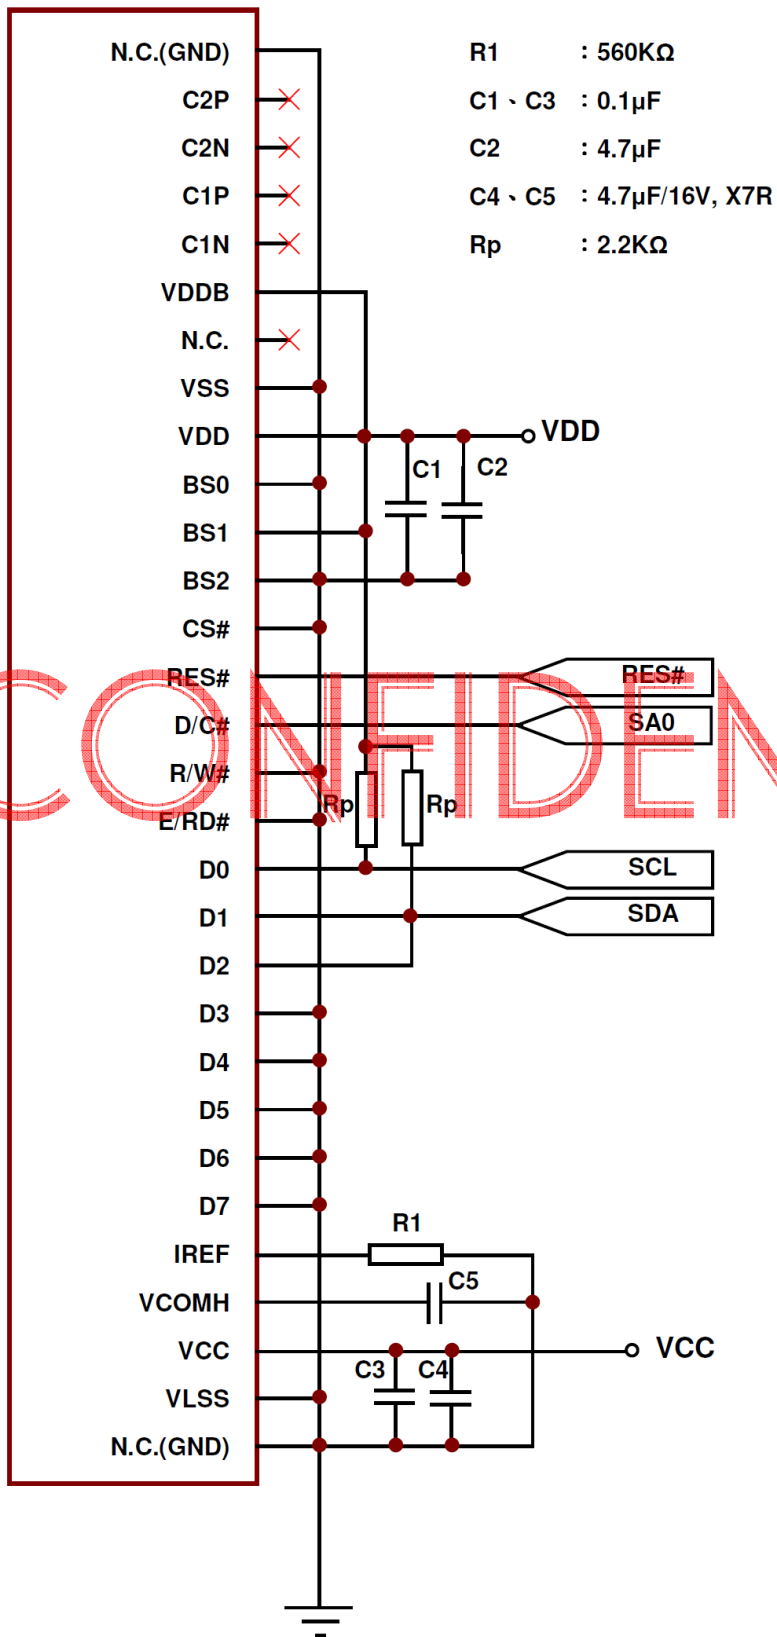 N.C.(GND)
R1 : 560KΩ
C2P
C1、C3 : 0.1µF
C2N
C2 : 4.7µF
C1P
C4、C5 : 4.7µF/16V, X7R
C1N
Rp : 2.2KΩ
VDDB
N.C.
VSS
VDD
VDD
C1
C2
BS0
BS1
BS2
CS#
RES#
RES#
D/C#
SA0
CONFIDEN
R/W#
Rp
Rp
E/RD#
D0
SCL
D1
SDA
D2
D3
D4
D5
D6
D7
R1
IREF
C5
VCOMH
VCC
VCC
C3
C4
VLSS
N.C.(GND)